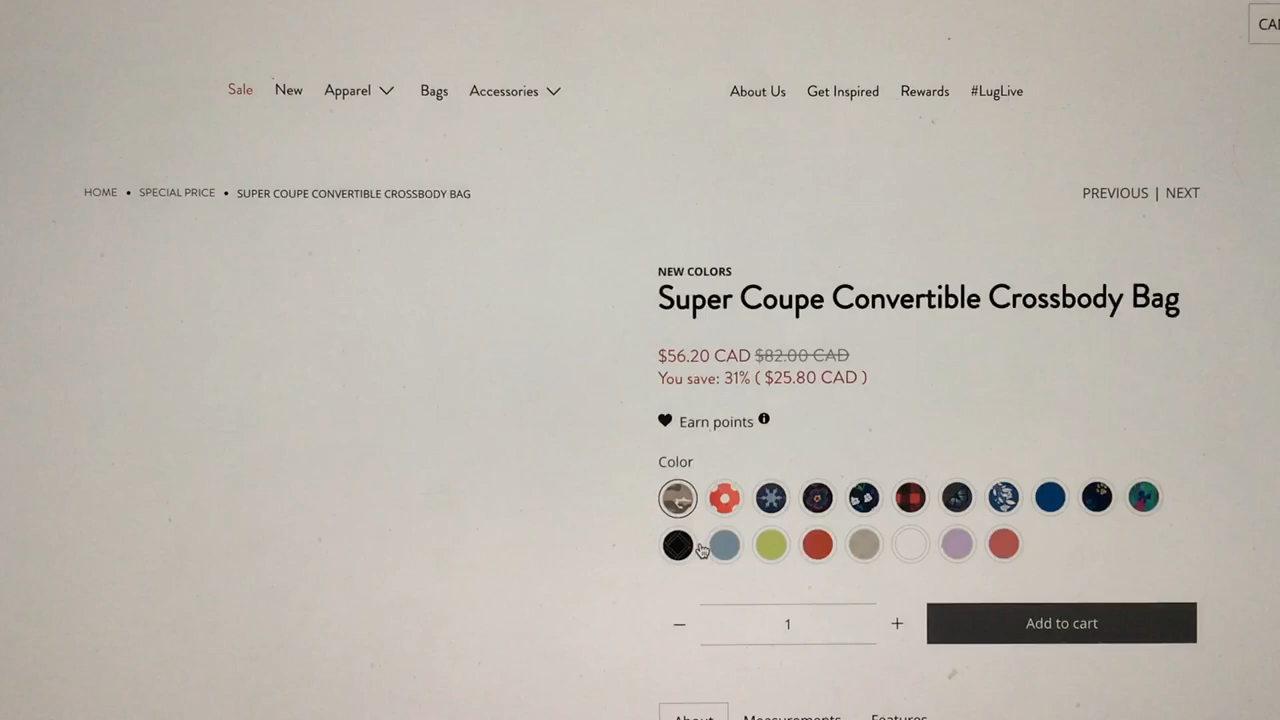 CA
Sale New Apparel Bags Accessories About Us Get Inspired Rewards #LugLive
HOME • SPECIAL PRICE • SUPER COUPE CONVERTIBLE CROSSBODY BAG
PREVIOUS | NEXT
NEW COLORS
Super Coupe Convertible Crossbody Bag
$56.20 CAD $82.00 CAD
You save: 31% ( $25.80 CAD )
Earn points
Color
− 1 + Add to cart
About Measurements Features